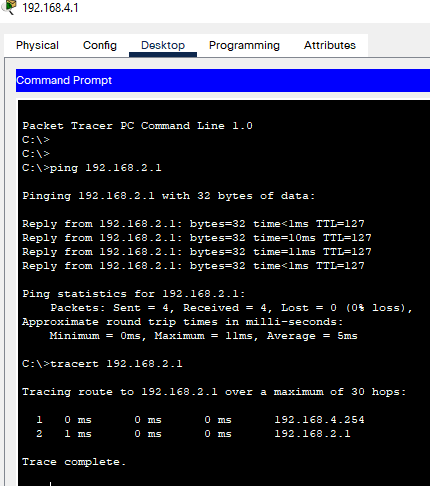 192.168.4.1
Physical Config Desktop Programming Attributes
Command Prompt
Packet Tracer PC Command Line 1.0
C:\>
C:\>
C:\>ping 192.168.2.1
Pinging 192.168.2.1 with 32 bytes of data:
Reply from 192.168.2.1: bytes=32 time<1ms TTL=127
Reply from 192.168.2.1: bytes=32 time=10ms TTL=127
Reply from 192.168.2.1: bytes=32 time=11ms TTL=127
Reply from 192.168.2.1: bytes=32 time<1ms TTL=127
Ping statistics for 192.168.2.1:
Packets: Sent = 4, Received = 4, Lost = 0 (0% loss),
Approximate round trip times in milli-seconds:
Minimum = 0ms, Maximum = 11ms, Average = 5ms
C:\>tracert 192.168.2.1
Tracing route to 192.168.2.1 over a maximum of 30 hops:
1 0 ms 0 ms 0 ms 192.168.4.254
2 1 ms 0 ms 0 ms 192.168.2.1
Trace complete.